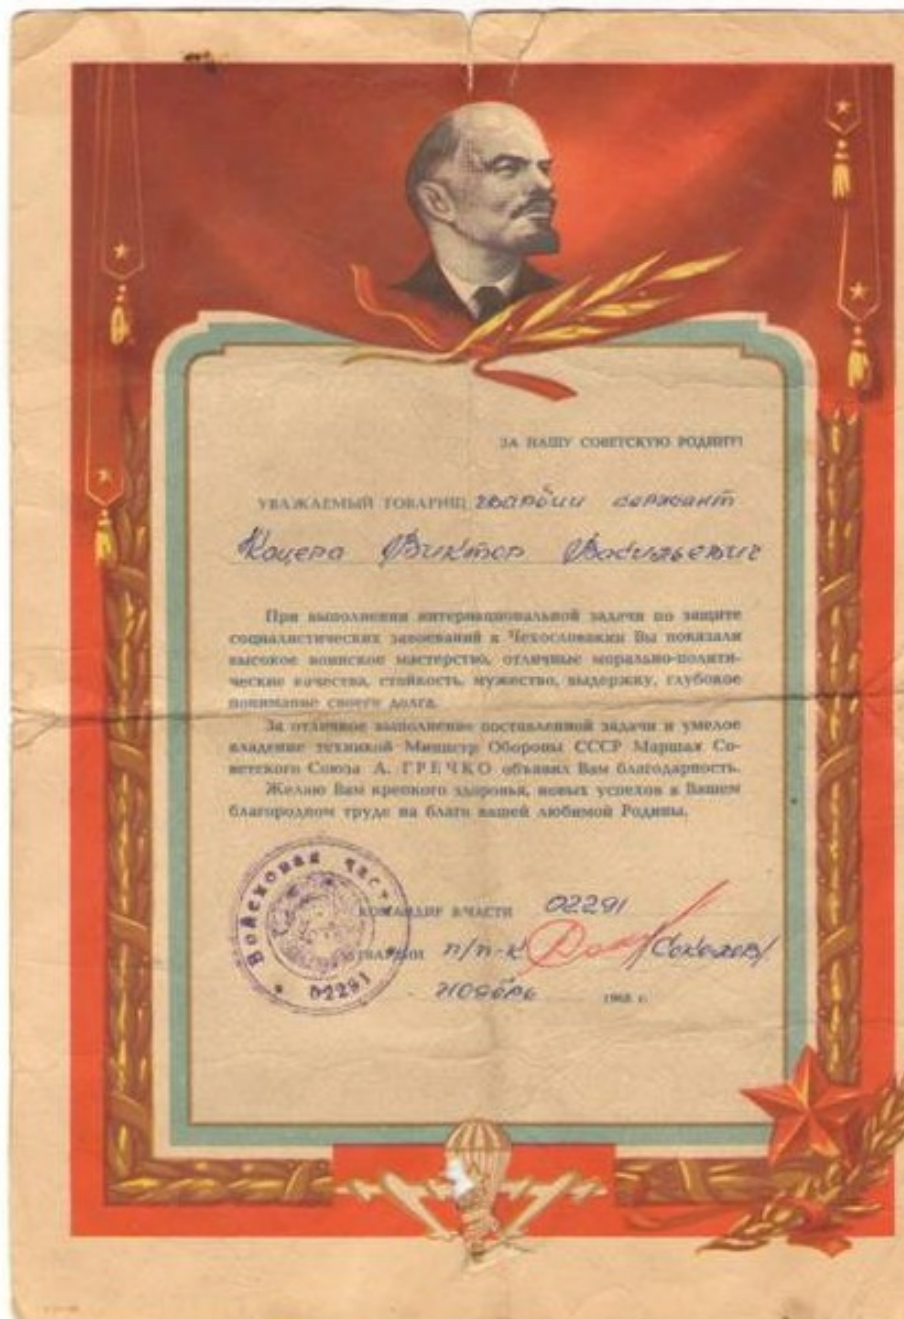 ЗА НАШУ СОВЕТСКУЮ РОДИНУ!
УВАЖАЕМЫЙ ТОВАРИЩ гвардии сержант
Коцера Виктор Васильевич
При выполнении интернациональной задачи по защите
социалистических завоеваний в Чехословакии Вы показали
высокое воинское мастерство, отличные морально-полити-
ческие качества, стойкость, мужество, выдержку, глубокое
понимание своего долга.
За отличное выполнение поставленной задачи и умелое
владение техникой Министр Обороны СССР Маршал Со-
ветского Союза А. ГРЕЧКО объявил Вам благодарность.
Желаю Вам крепкого здоровья, новых успехов в Вашем
благородном труде на благо нашей любимой Родины.
Войсковая част
02291
КОМАНДИР В/ЧАСТИ 02291
ГВАРДИИ п/п-к /Соколов/
ноябрь 1968 г.